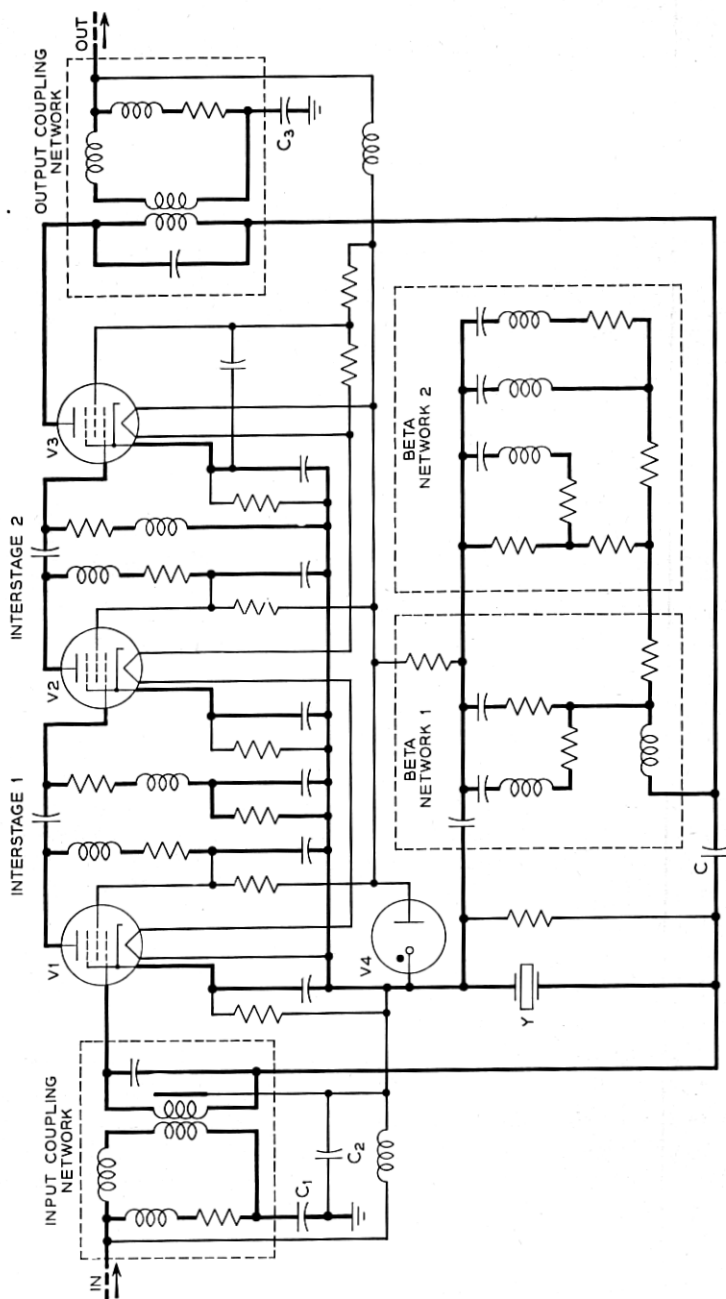 IN
INPUT COUPLING
NETWORK
C1
C2
V1
INTERSTAGE 1
V2
INTERSTAGE 2
V3
OUTPUT COUPLING
NETWORK
OUT
C3
V4
Y
C
BETA
NETWORK 1
BETA
NETWORK 2